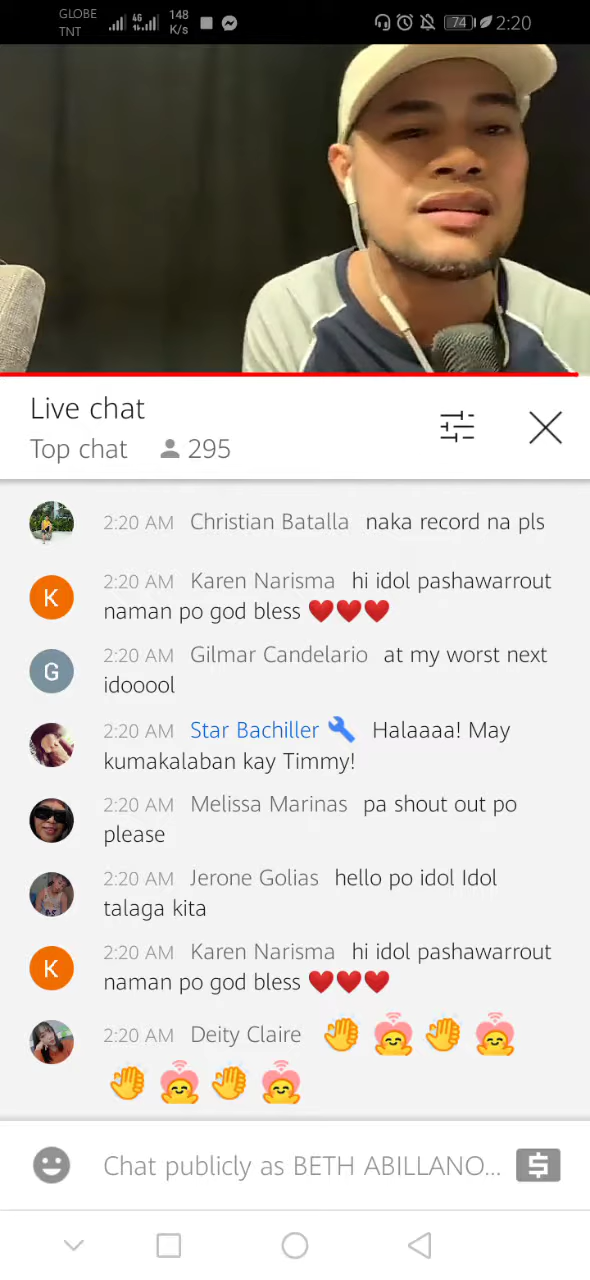 GLOBE
TNT
4G
148
K/s
74
2:20
Live chat
Top chat 295
2:20 AM Christian Batalla naka record na pls
K
2:20 AM Karen Narisma hi idol pashawarrout
naman po god bless ❤️❤️❤️
G
2:20 AM Gilmar Candelario at my worst next
idooool
2:20 AM Star Bachiller 🔧 Halaaaa! May
kumakalaban kay Timmy!
2:20 AM Melissa Marinas pa shout out po
please
2:20 AM Jerone Golias hello po idol Idol
talaga kita
K
2:20 AM Karen Narisma hi idol pashawarrout
naman po god bless ❤️❤️❤️
2:20 AM Deity Claire
Chat publicly as BETH ABILLANO...
$